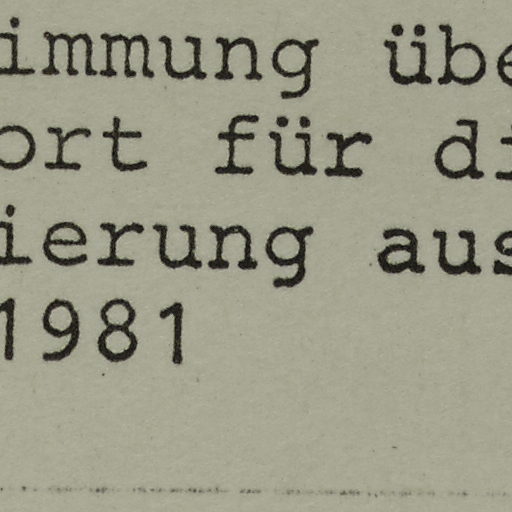 immung übe
ort für di
ierung aus
1981